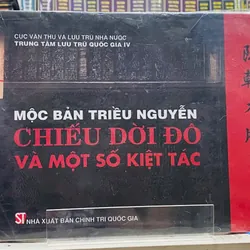 CỤC VĂN THƯ VÀ LƯU TRỮ NHÀ NƯỚC
TRUNG TÂM LƯU TRỮ QUỐC GIA IV
MỘC BẢN TRIỀU NGUYỄN
CHIẾU DỜI ĐÔ
VÀ MỘT SỐ KIỆT TÁC
ST NHÀ XUẤT BẢN CHÍNH TRỊ QUỐC GIA